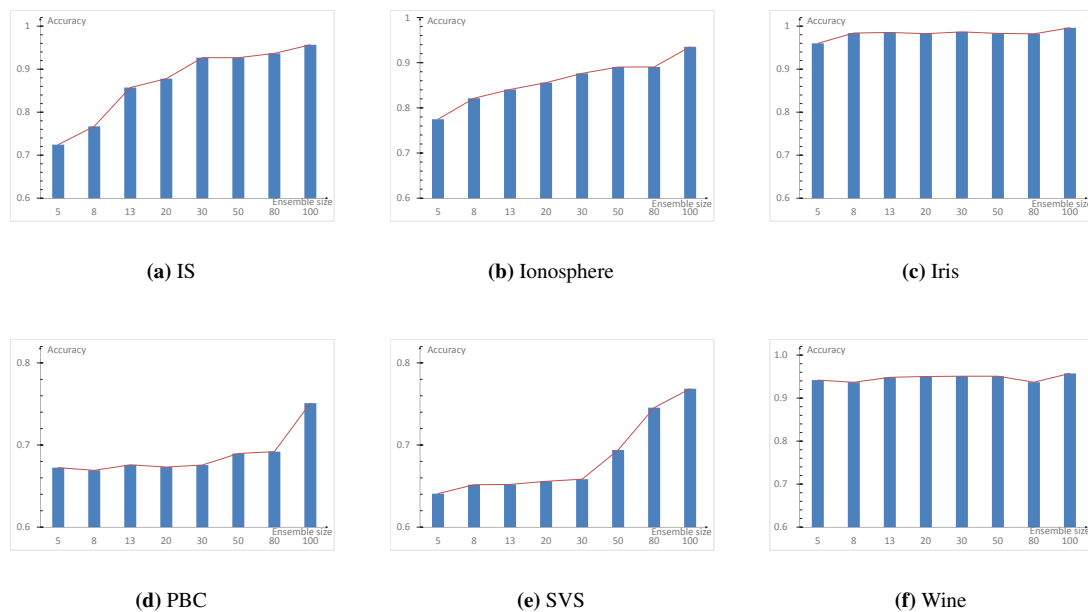 Accuracy
1
0.9
0.8
0.7
0.6
5 8 13 20 30 50 80 100
Ensemble size
(a) IS
Accuracy
1
0.9
0.8
0.7
0.6
5 8 13 20 30 50 80 100
Ensemble size
(b) Ionosphere
Accuracy
1
0.9
0.8
0.7
0.6
5 8 13 20 30 50 80 100
Ensemble size
(c) Iris
Accuracy
0.8
0.7
0.6
5 8 13 20 30 50 80 100
Ensemble size
(d) PBC
Accuracy
0.8
0.7
0.6
5 8 13 20 30 50 80 100
Ensemble size
(e) SVS
Accuracy
1.0
0.9
0.8
0.7
0.6
5 8 13 20 30 50 80 100
Ensemble size
(f) Wine